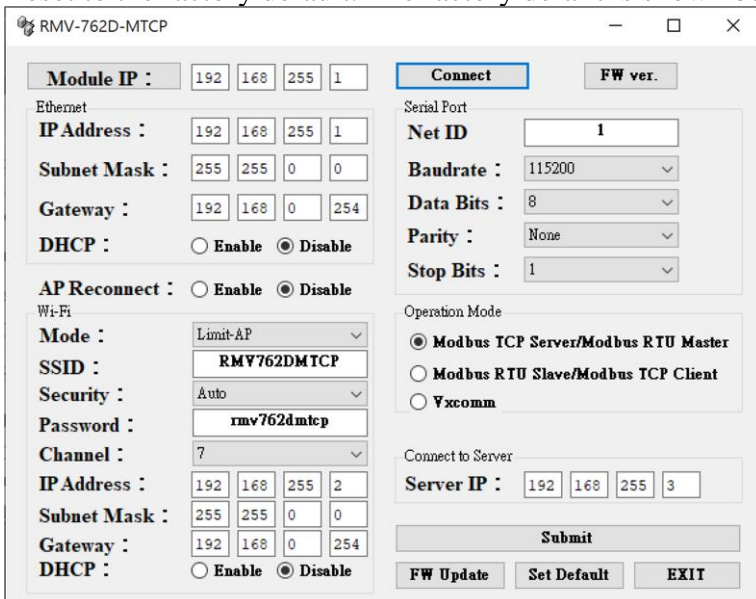 RMV-762D-MTCP
Module IP : 192 168 255 1
Connect FW ver.
Ethernet
IP Address : 192 168 255 1
Subnet Mask : 255 255 0 0
Gateway : 192 168 0 254
DHCP : Enable Disable
AP Reconnect : Enable Disable
Wi-Fi
Mode : Limit-AP
SSID : RMV762DMTCP
Security : Auto
Password : rmv762dmtcp
Channel : 7
IP Address : 192 168 255 2
Subnet Mask : 255 255 0 0
Gateway : 192 168 0 254
DHCP : Enable Disable
Serial Port
Net ID 1
Baudrate : 115200
Data Bits : 8
Parity : None
Stop Bits : 1
Operation Mode
Modbus TCP Server/Modbus RTU Master
Modbus RTU Slave/Modbus TCP Client
Vxcomm
Connect to Server
Server IP : 192 168 255 3
Submit
FW Update Set Default EXIT